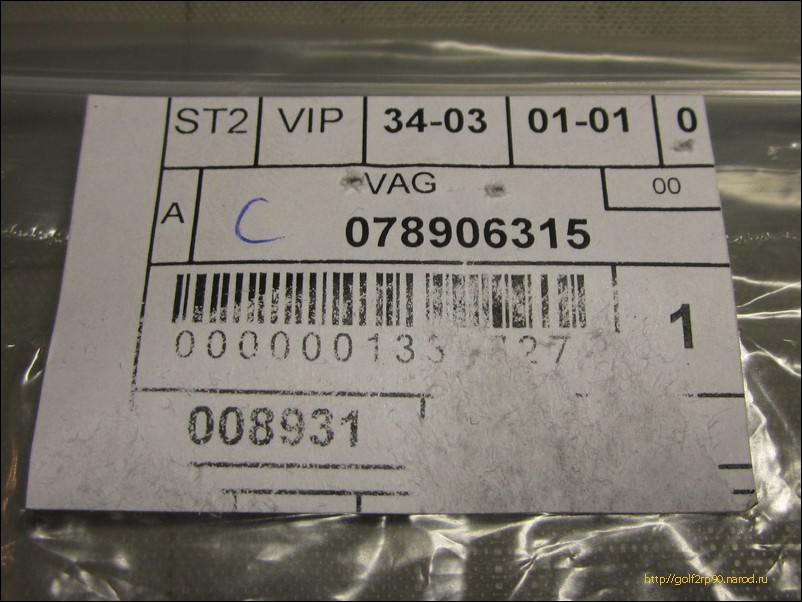 ST2 VIP 34-03 01-01 0
VAG 00
A C 078906315
1
008931
http://golf2rp90.narod.ru